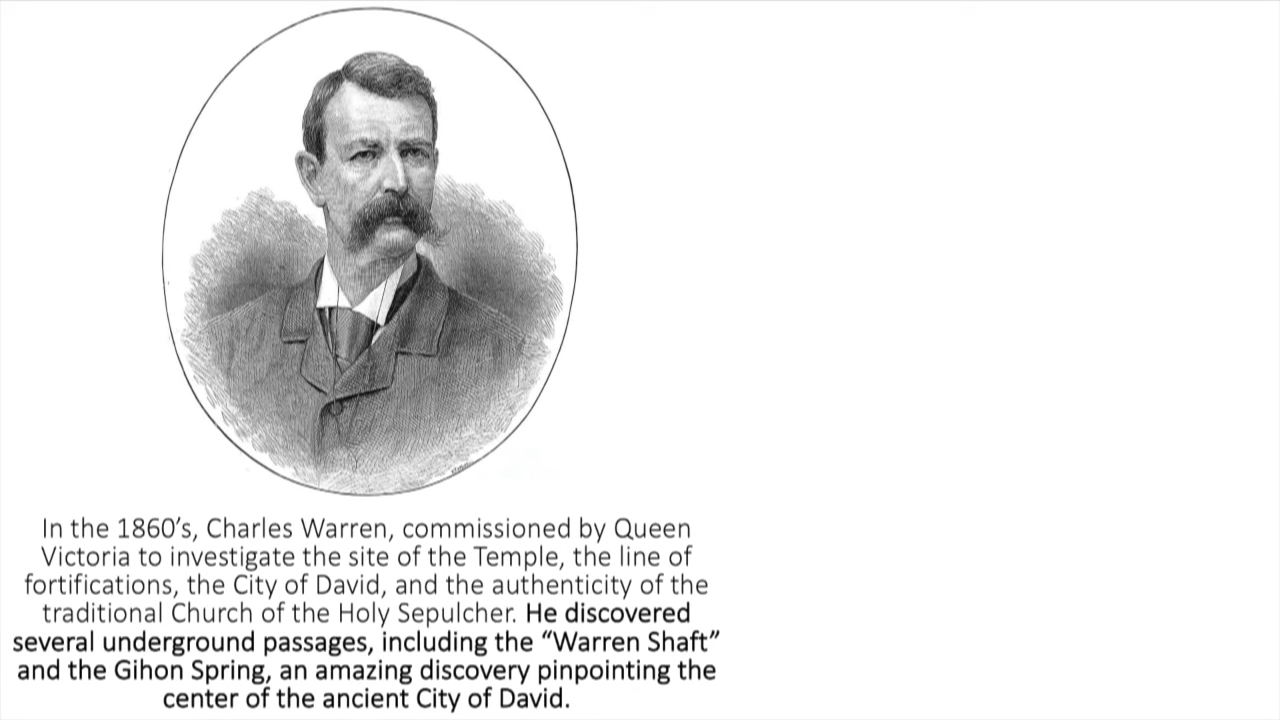 In the 1860’s, Charles Warren, commissioned by Queen
Victoria to investigate the site of the Temple, the line of
fortifications, the City of David, and the authenticity of the
traditional Church of the Holy Sepulcher. He discovered
several underground passages, including the “Warren Shaft”
and the Gihon Spring, an amazing discovery pinpointing the
center of the ancient City of David.